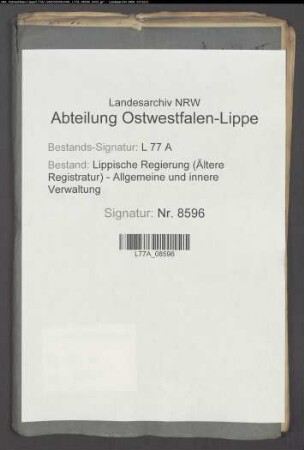 Landesarchiv NRW
Abteilung Ostwestfalen-Lippe
Bestands-Signatur: L 77 A
Bestand: Lippische Regierung (Ältere
Registratur) - Allgemeine und innere
Verwaltung
Signatur: Nr. 8596
L77A_08596